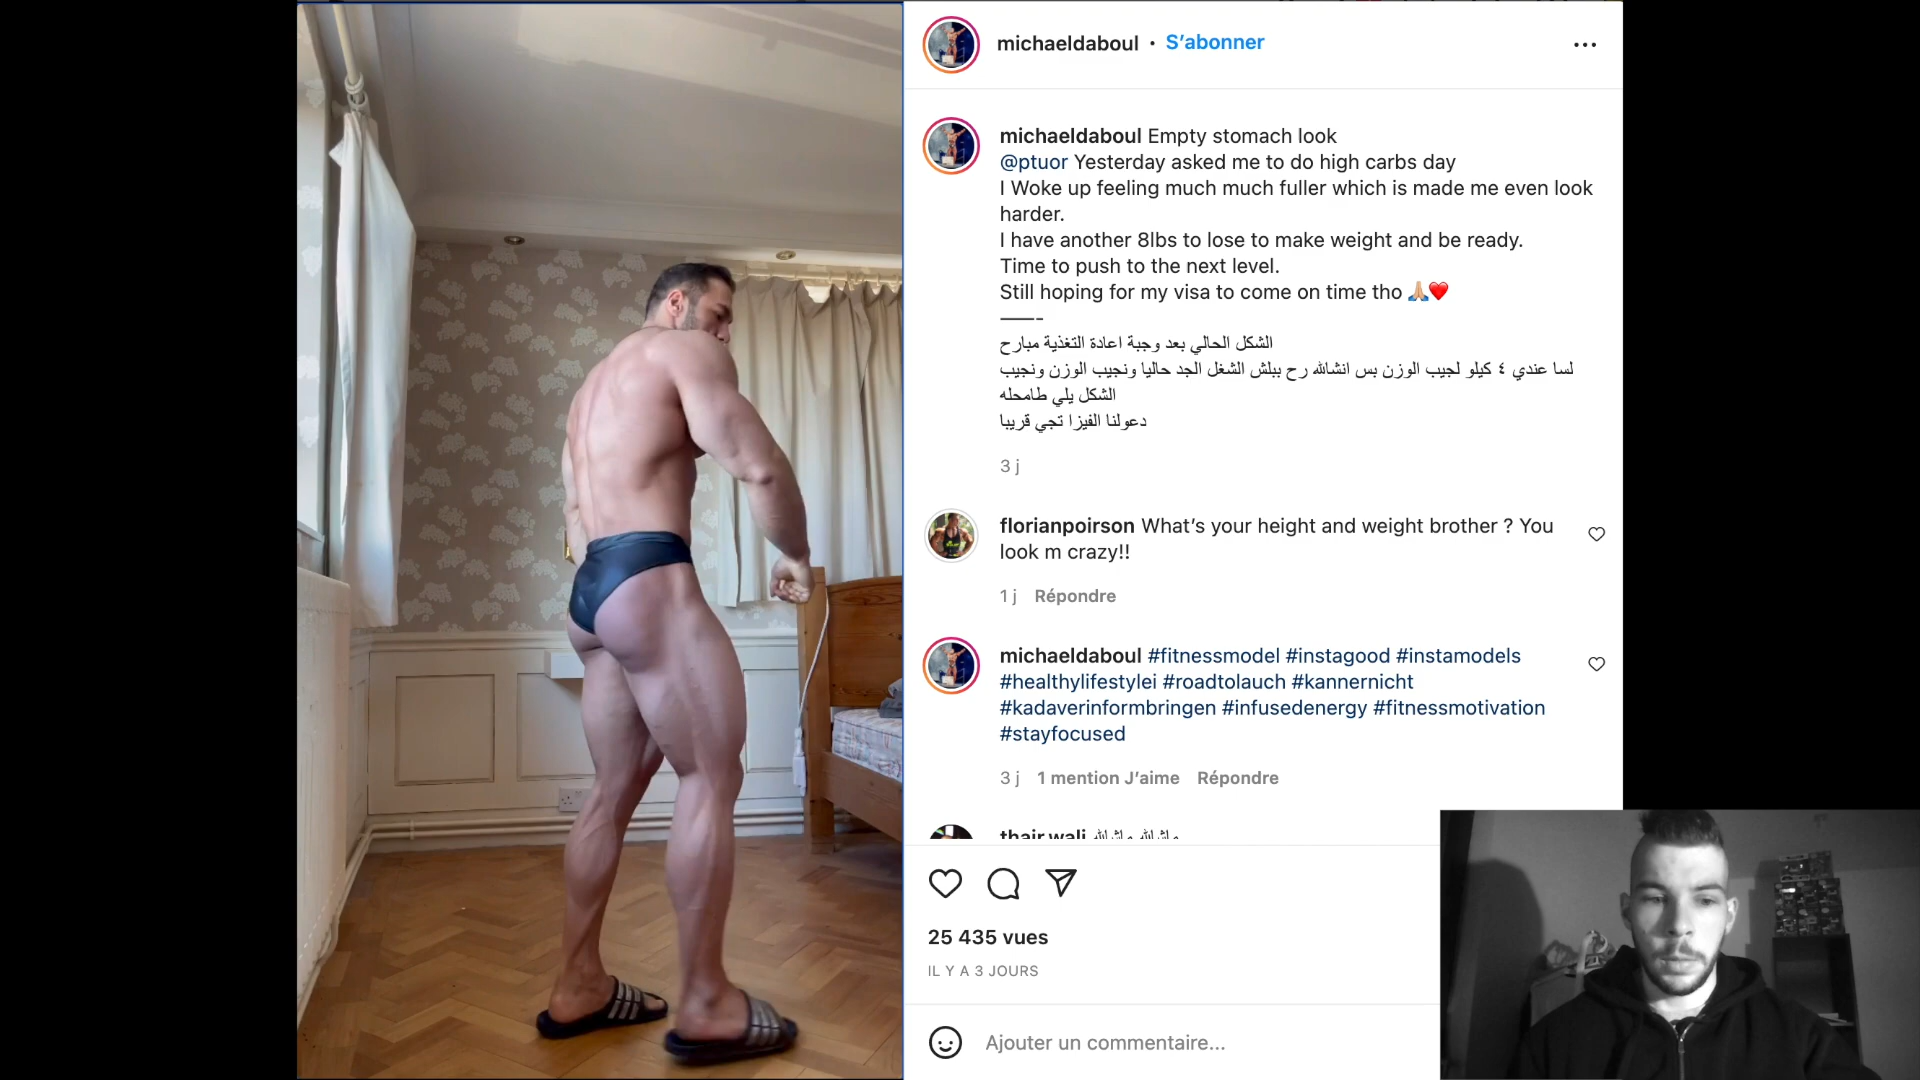 michaeldaboul • S'abonner
michaeldaboul Empty stomach look
@ptuor Yesterday asked me to do high carbs day
I Woke up feeling much much fuller which is made me even look
harder.
I have another 8lbs to lose to make weight and be ready.
Time to push to the next level.
Still hoping for my visa to come on time tho 🙏🏼❤️
——-
الشكل الحالي بعد وجبة اعادة التغذية مبارح
لسا عندي ٤ كيلو لجيب الوزن بس انشالله رح ببلش الشغل الجد حاليا ونجيب الوزن ونجيب
الشكل يلي طامحله
دعولنا الفيزا تجي قريبا
3 j
florianpoirson What's your height and weight brother ? You
look m crazy!!
1 j Répondre
michaeldaboul #fitnessmodel #instagood #instamodels
#healthylifestylei #roadtolauch #kannernicht
#kadaverinformbringen #infusedenergy #fitnessmotivation
#stayfocused
3 j 1 mention J'aime Répondre
thair.wali ماشالله ماشالله
25 435 vues
IL Y A 3 JOURS
Ajouter un commentaire...